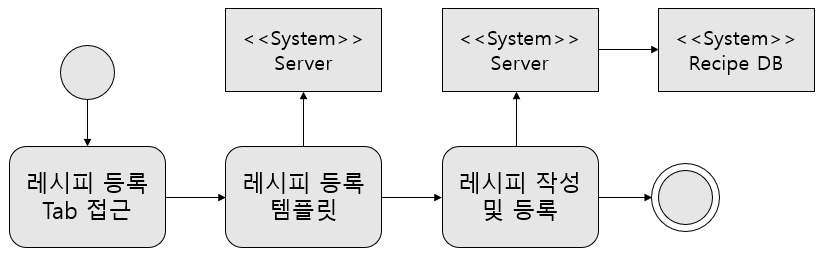 <<System>>
Server
<<System>>
Server
<<System>>
Recipe DB
레시피 등록
Tab 접근
레시피 등록
템플릿
레시피 작성
및 등록